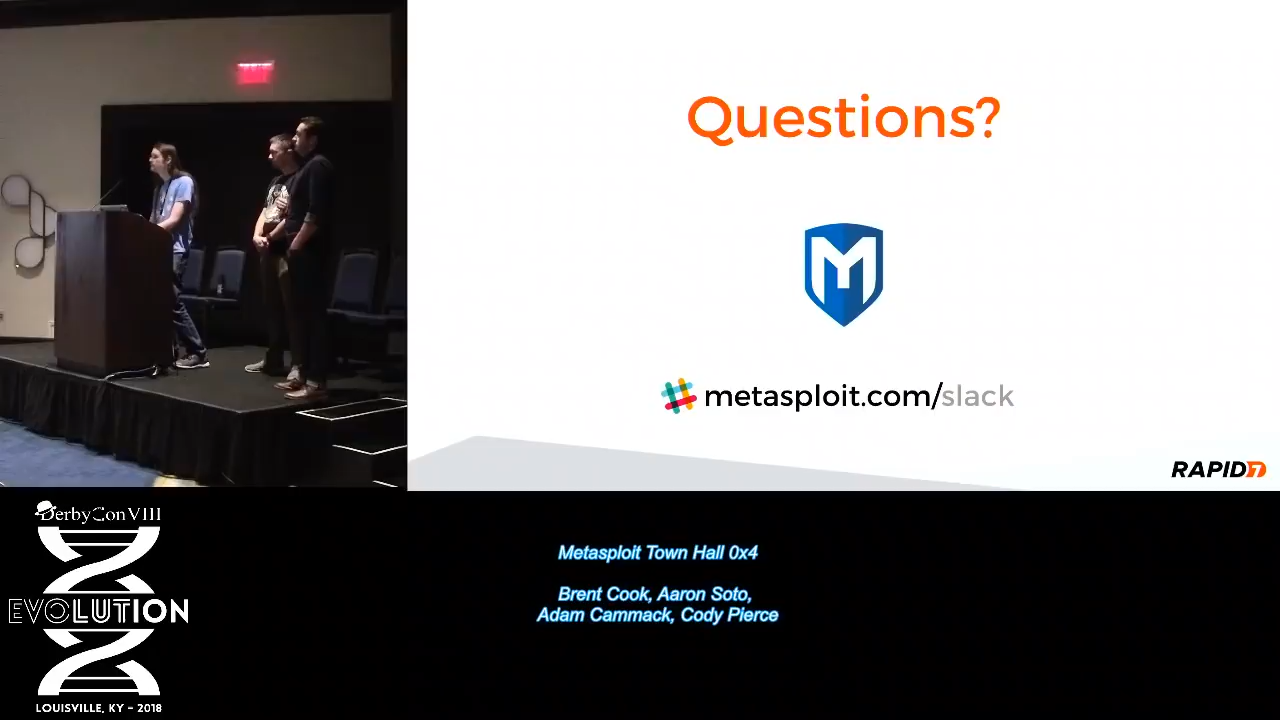 Questions?
metasploit.com/slack
RAPID7
DerbyCon VIII
EVOLUTION
LOUISVILLE, KY - 2018
Metasploit Town Hall 0x4
Brent Cook, Aaron Soto,
Adam Cammack, Cody Pierce